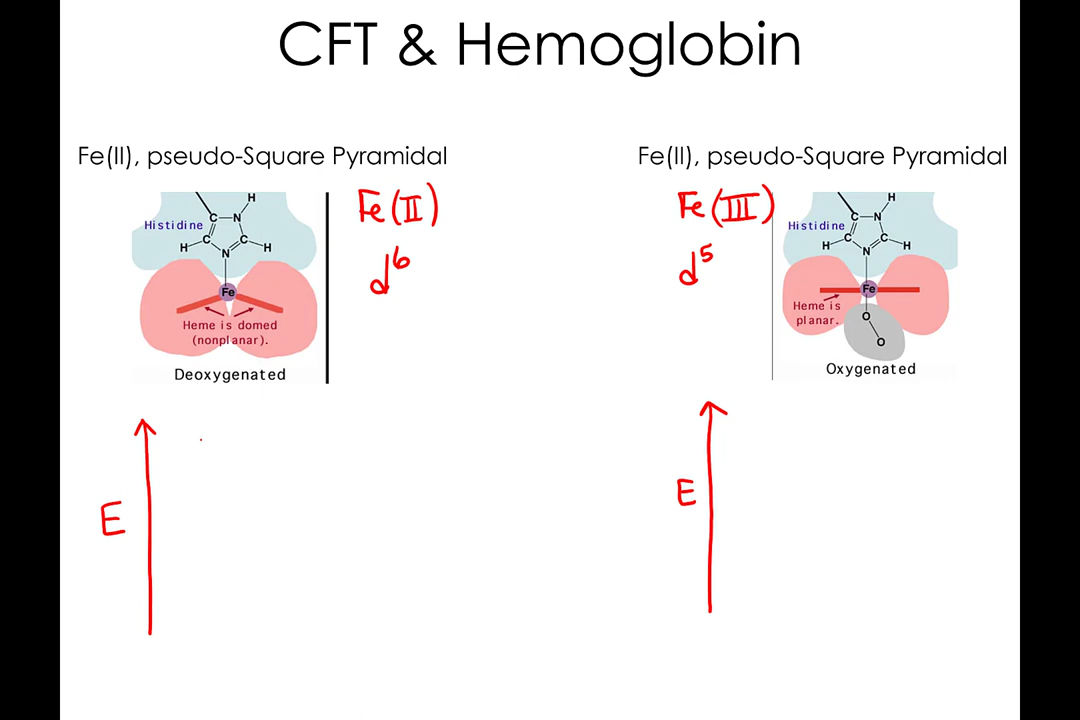 CFT & Hemoglobin
Fe(II), pseudo-Square Pyramidal
H
Histidine
C
N
H
C
C
H
N
Fe
Heme is domed
(nonplanar).
Deoxygenated
Fe(II)
d⁶
E
Fe(II), pseudo-Square Pyramidal
Fe(III)
d⁵
H
Histidine
C
N
H
C
C
H
N
Fe
Heme is
planar.
O
O
Oxygenated
E